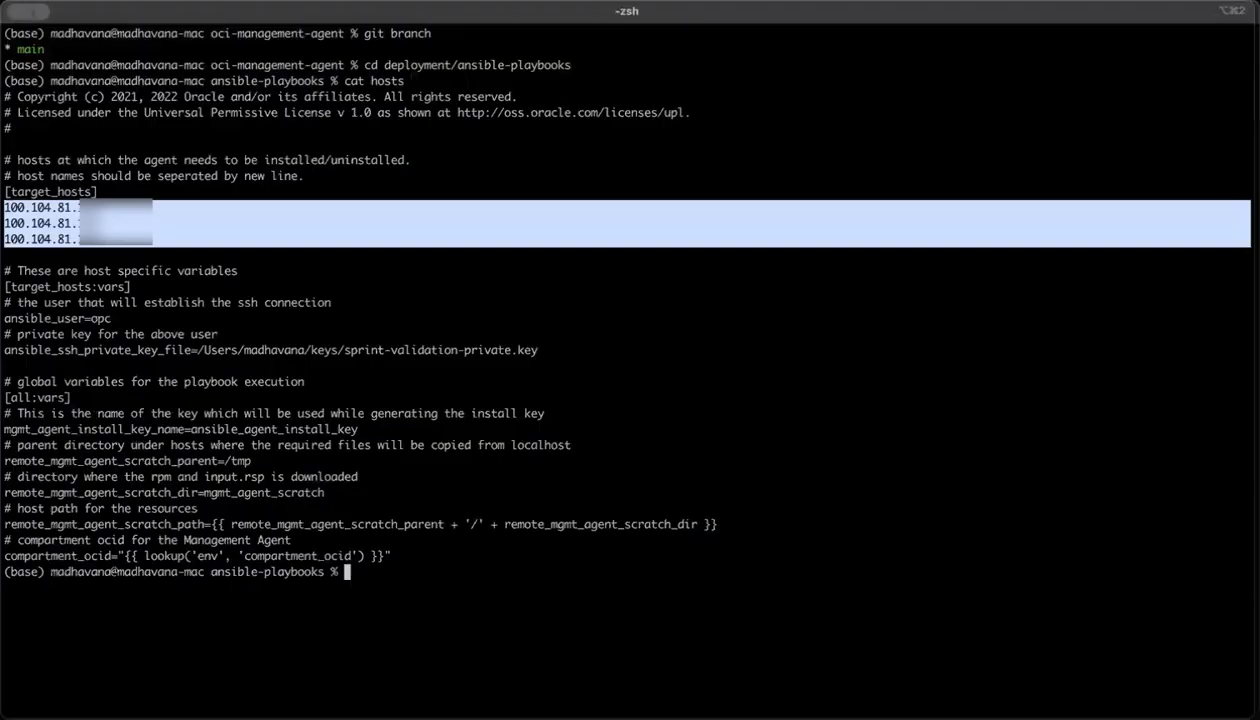 -zsh
⌥⌘2
(base) madhavana@madhavana-mac oci-management-agent % git branch
* main
(base) madhavana@madhavana-mac oci-management-agent % cd deployment/ansible-playbooks
(base) madhavana@madhavana-mac ansible-playbooks % cat hosts
# Copyright (c) 2021, 2022 Oracle and/or its affiliates. All rights reserved.
# Licensed under the Universal Permissive License v 1.0 as shown at http://oss.oracle.com/licenses/upl.
#
# hosts at which the agent needs to be installed/uninstalled.
# host names should be seperated by new line.
[target_hosts]
100.104.81.
100.104.81.
100.104.81.
# These are host specific variables
[target_hosts:vars]
# the user that will establish the ssh connection
ansible_user=opc
# private key for the above user
ansible_ssh_private_key_file=/Users/madhavana/keys/sprint-validation-private.key
# global variables for the playbook execution
[all:vars]
# This is the name of the key which will be used while generating the install key
mgmt_agent_install_key_name=ansible_agent_install_key
# parent directory under hosts where the required files will be copied from localhost
remote_mgmt_agent_scratch_parent=/tmp
# directory where the rpm and input.rsp is downloaded
remote_mgmt_agent_scratch_dir=mgmt_agent_scratch
# host path for the resources
remote_mgmt_agent_scratch_path={{ remote_mgmt_agent_scratch_parent + '/' + remote_mgmt_agent_scratch_dir }}
# compartment ocid for the Management Agent
compartment_ocid="{{ lookup('env', 'compartment_ocid') }}"
(base) madhavana@madhavana-mac ansible-playbooks %